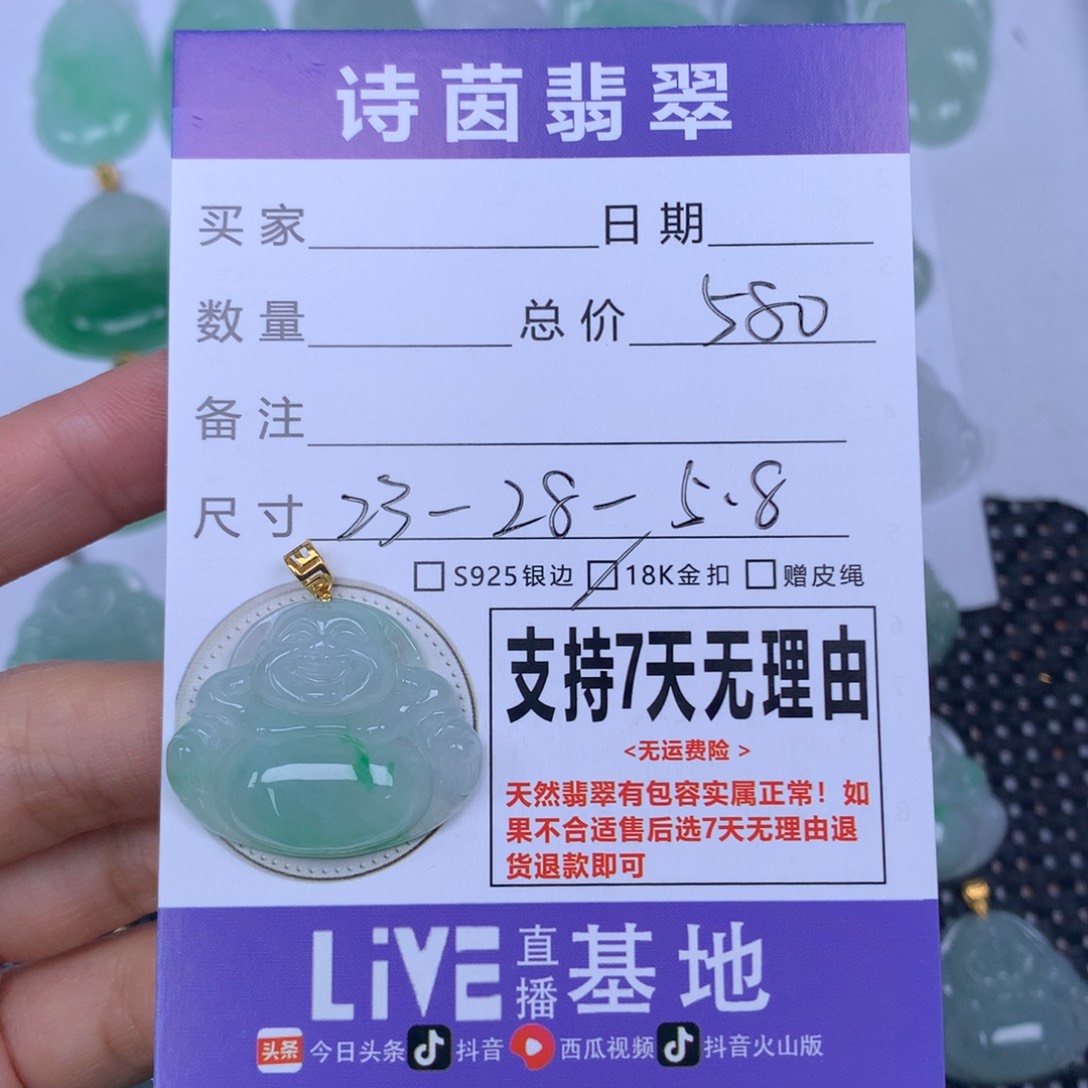 诗茵翡翠
买家 日期
数量 总价 580
备注
尺寸 23-28-5.8
S925银边 18K金扣 赠皮绳
支持7天无理由
<无运费险>
天然翡翠有包容实属正常！如
果不合适售后选7天无理由退
货退款即可
LiVE直播基地
头条 今日头条 抖音 西瓜视频 抖音火山版